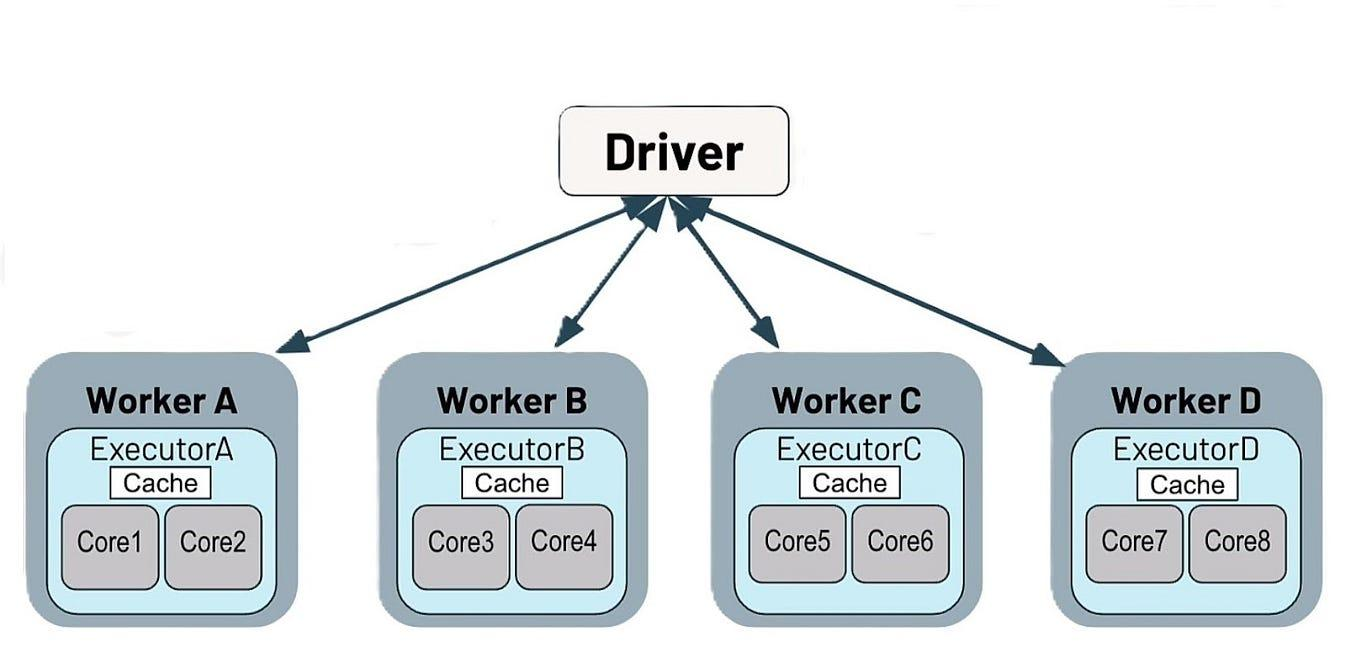 Driver
Worker A
Worker B
Worker C
Worker D
ExecutorA
ExecutorB
ExecutorC
ExecutorD
Cache
Cache
Cache
Cache
Core1
Core2
Core3
Core4
Core5
Core6
Core7
Core8